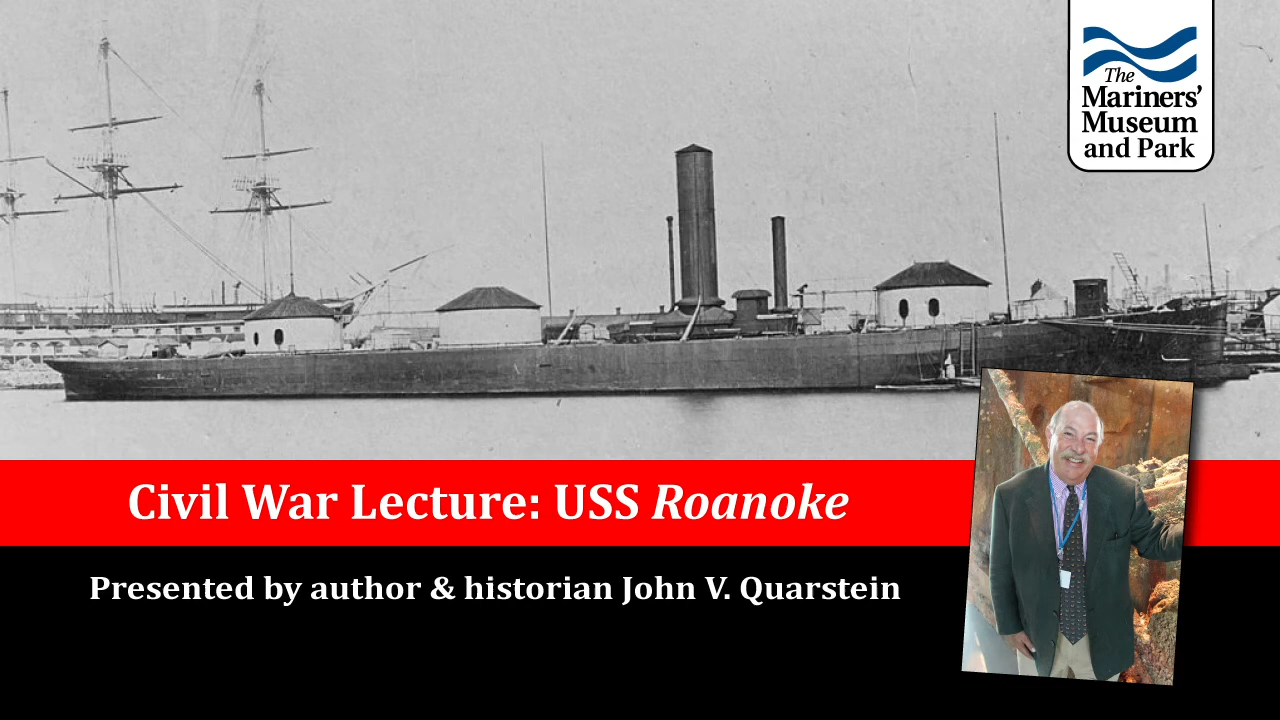 The
Mariners'
Museum
and Park
Civil War Lecture: USS Roanoke
Presented by author & historian John V. Quarstein